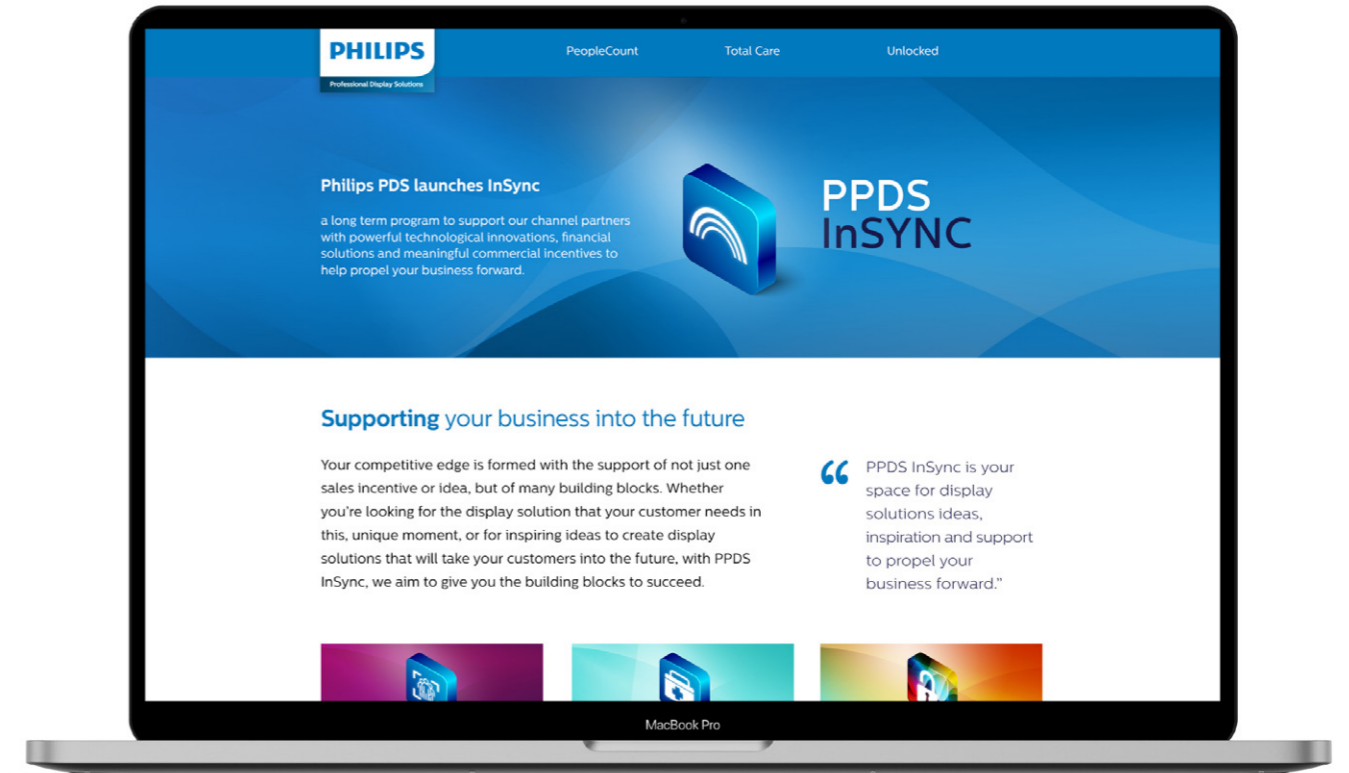 PHILIPS
Professional Display Solutions
PeopleCount
Total Care
Unlocked
Philips PDS launches InSync
a long term program to support our channel partners
with powerful technological innovations, financial
solutions and meaningful commercial incentives to
help propel your business forward.
PPDS
InSYNC
Supporting your business into the future
Your competitive edge is formed with the support of not just one
sales incentive or idea, but of many building blocks. Whether
you’re looking for the display solution that your customer needs in
this, unique moment, or for inspiring ideas to create display
solutions that will take your customers into the future, with PPDS
InSync, we aim to give you the building blocks to succeed.
“ PPDS InSync is your
space for display
solutions ideas,
inspiration and support
to propel your
business forward.”
MacBook Pro